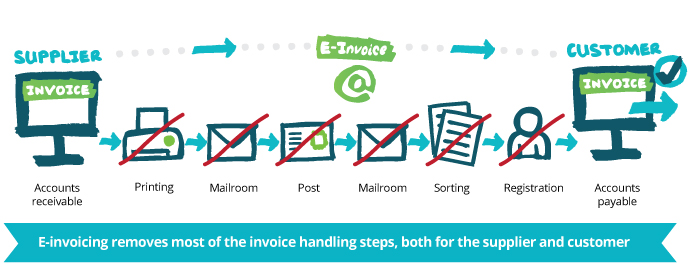 E-Invoice
SUPPLIER
CUSTOMER
INVOICE
INVOICE
@
Accounts
receivable
Printing
Mailroom
Post
Mailroom
Sorting
Registration
Accounts
payable
E-invoicing removes most of the invoice handling steps, both for the supplier and customer